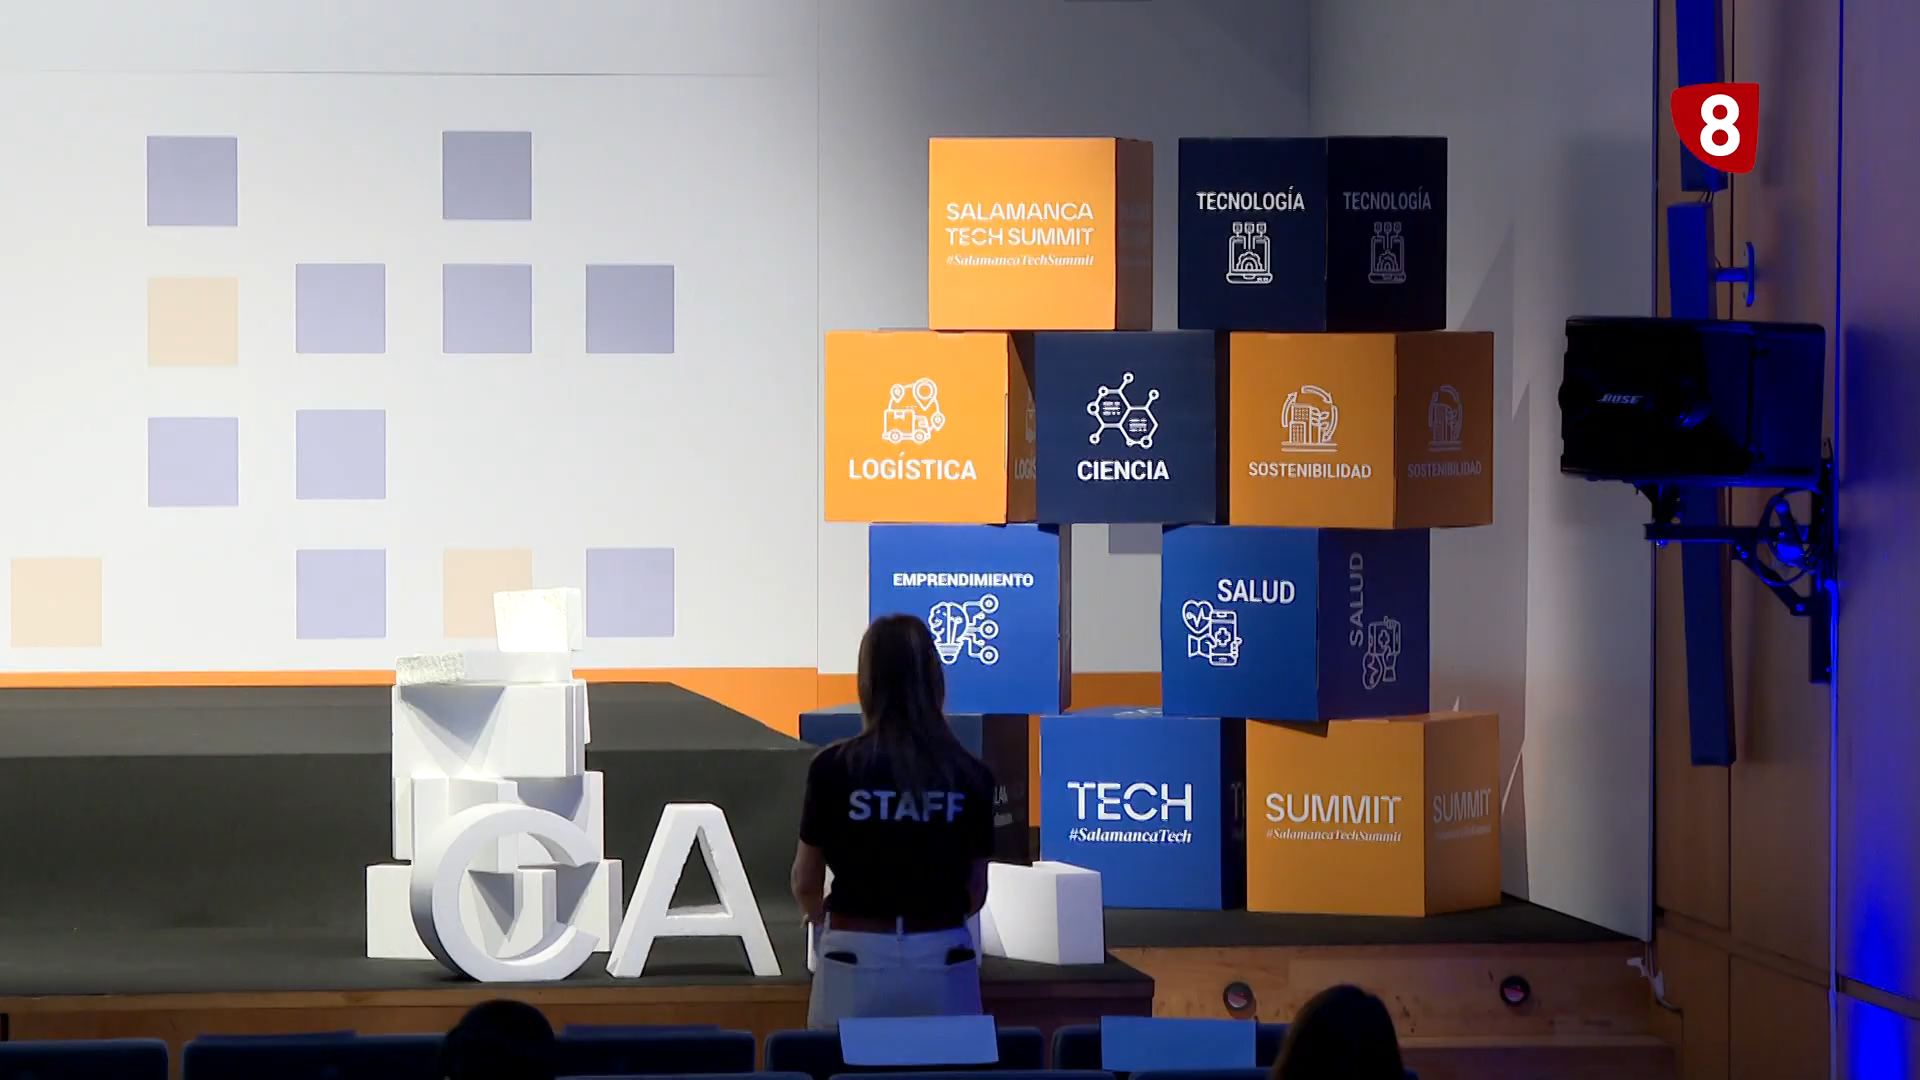 8
SALAMANCA
TECH SUMMIT
#SalamancaTechSummit
TECNOLOGÍA
TECNOLOGÍA
BOSE
LOGÍSTICA
CIENCIA
SOSTENIBILIDAD
SOSTENIBILIDAD
EMPRENDIMIENTO
SALUD
SALUD
STAFF
TECH
#SalamancaTech
SUMMIT
#SalamancaTechSummit
SUMMIT
CA